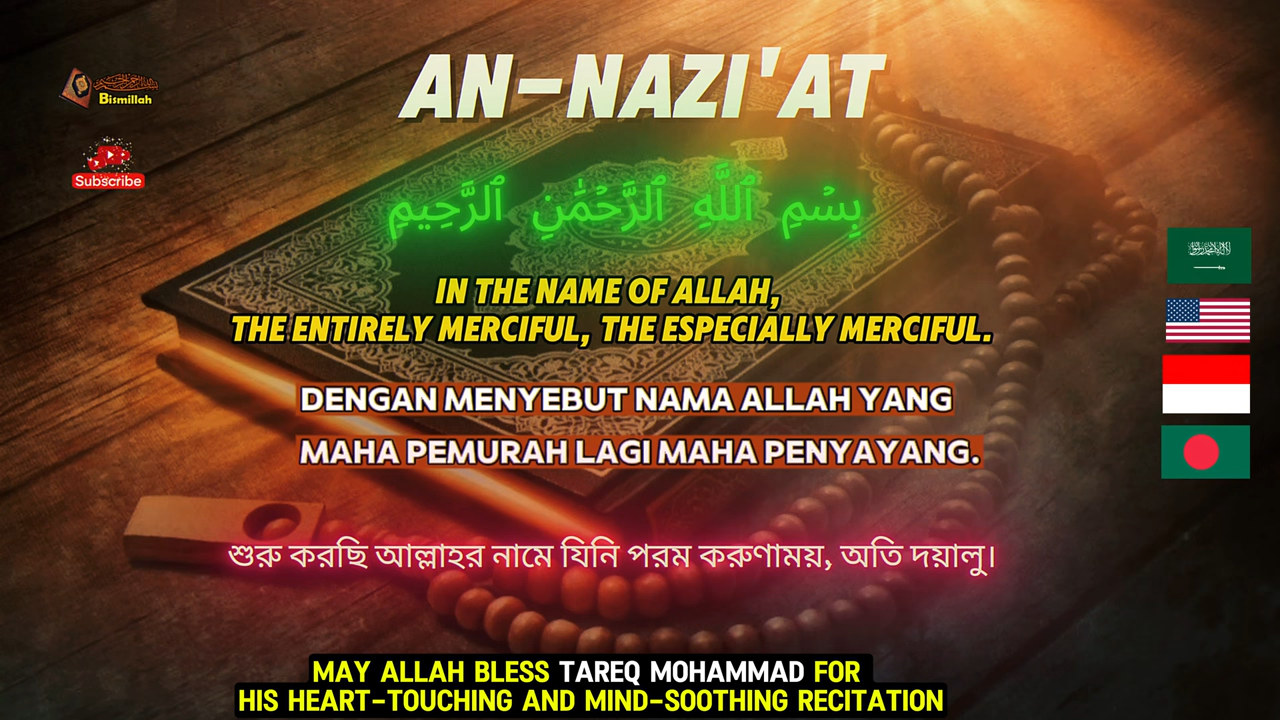 AN-NAZI'AT
Bismillah
Subscribe
بِسْمِ ٱللَّهِ ٱلرَّحْمَٰنِ ٱلرَّحِيمِ
IN THE NAME OF ALLAH,
THE ENTIRELY MERCIFUL, THE ESPECIALLY MERCIFUL.
DENGAN MENYEBUT NAMA ALLAH YANG
MAHA PEMURAH LAGI MAHA PENYAYANG.
শুরু করছি আল্লাহর নামে যিনি পরম করুণাময়, অতি দয়ালু।
MAY ALLAH BLESS TAREQ MOHAMMAD FOR
HIS HEART-TOUCHING AND MIND-SOOTHING RECITATION